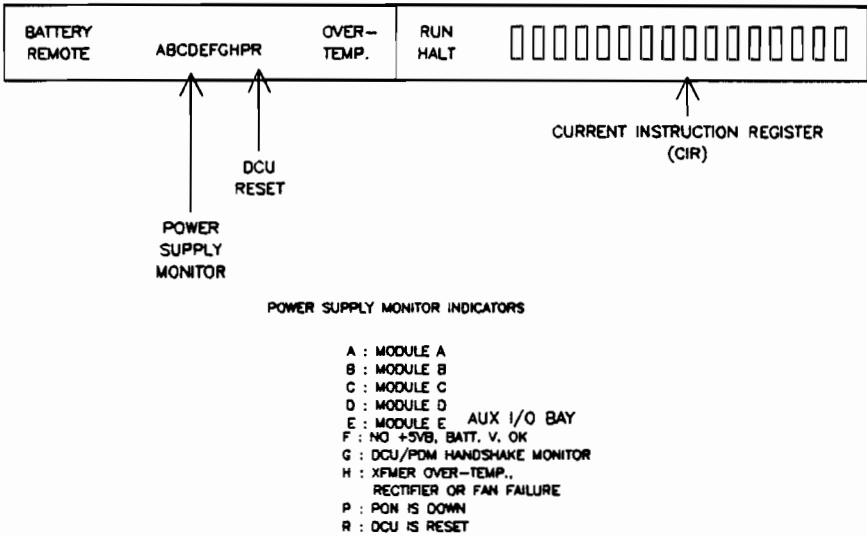 BATTERY
REMOTE
ABCDEFGHPR
OVER-
TEMP.
RUN
HALT
CURRENT INSTRUCTION REGISTER
(CIR)
DCU
RESET
POWER
SUPPLY
MONITOR
POWER SUPPLY MONITOR INDICATORS
A : MODULE A
B : MODULE B
C : MODULE C
D : MODULE D
E : MODULE E AUX I/O BAY
F : NO +5VB, BATT. V. OK
G : DCU/PDM HANDSHAKE MONITOR
H : XFMER OVER-TEMP.,
RECTIFIER OR FAN FAILURE
P : PON IS DOWN
R : DCU IS RESET